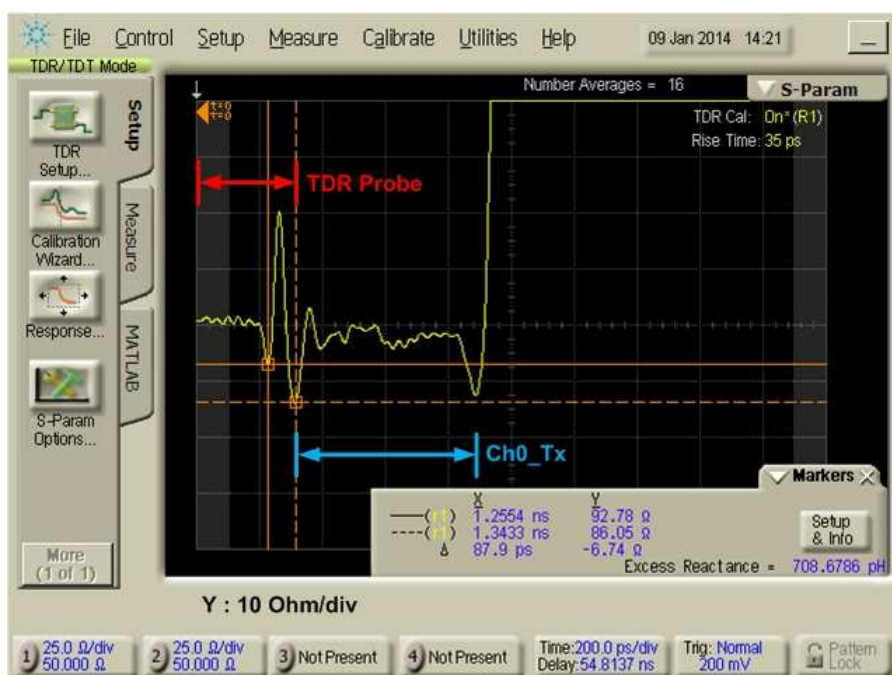 File Control Setup Measure Calibrate Utilities Help 09 Jan 2014 14:21
TDR/TDT Mode
Number Averages = 16
S-Param
TDR Cal: On* (R1)
Rise Time: 35 ps
t=0
t=0
Setup
Measure
MATLAB
TDR
Setup...
Calibration
Wizard...
Response...
S-Param
Options...
More
(1 of 1)
TDR Probe
Ch0_Tx
Markers
X Y
(r1) 1.2554 ns 92.78 Ω
(r1) 1.3433 ns 86.05 Ω
Δ 87.9 ps -6.74 Ω
Setup
& Info
Excess Reactance = 708.6786 pH
Y : 10 Ohm/div
1) 25.0 Ω/div
50.000 Ω
2) 25.0 Ω/div
50.000 Ω
3) Not Present
4) Not Present
Time:200.0 ps/div
Delay:54.8137 ns
Trig: Normal
200 mV
Pattern
Lock